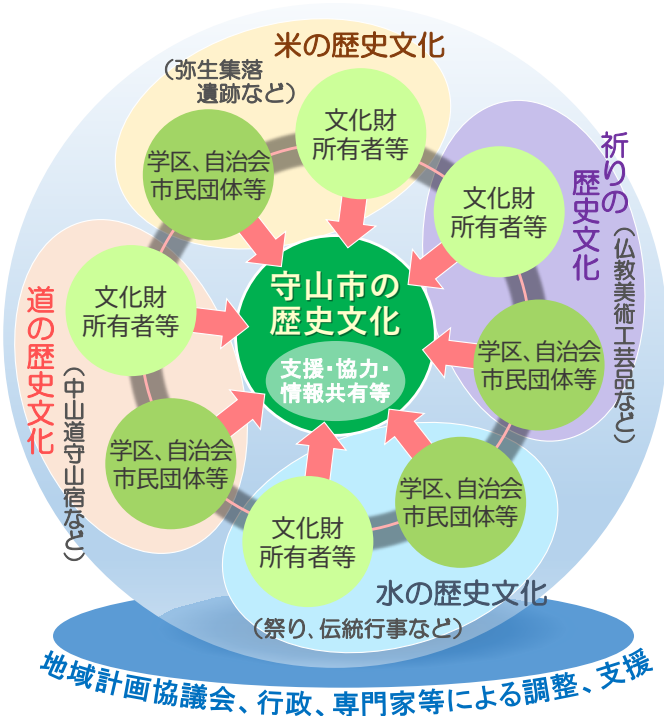 米の歴史文化
（弥生集落
遺跡など）
文化財
所有者等
学区、自治会
市民団体等
祈りの
歴史文化
（仏教美術工芸品など）
文化財
所有者等
学区、自治会
市民団体等
守山市の
歴史文化
支援・協力・
情報共有等
道の歴史文化
（中山道守山宿など）
文化財
所有者等
学区、自治会
市民団体等
学区、自治会
市民団体等
文化財
所有者等
水の歴史文化
（祭り、伝統行事など）
地域計画協議会、行政、専門家等による調整、支援